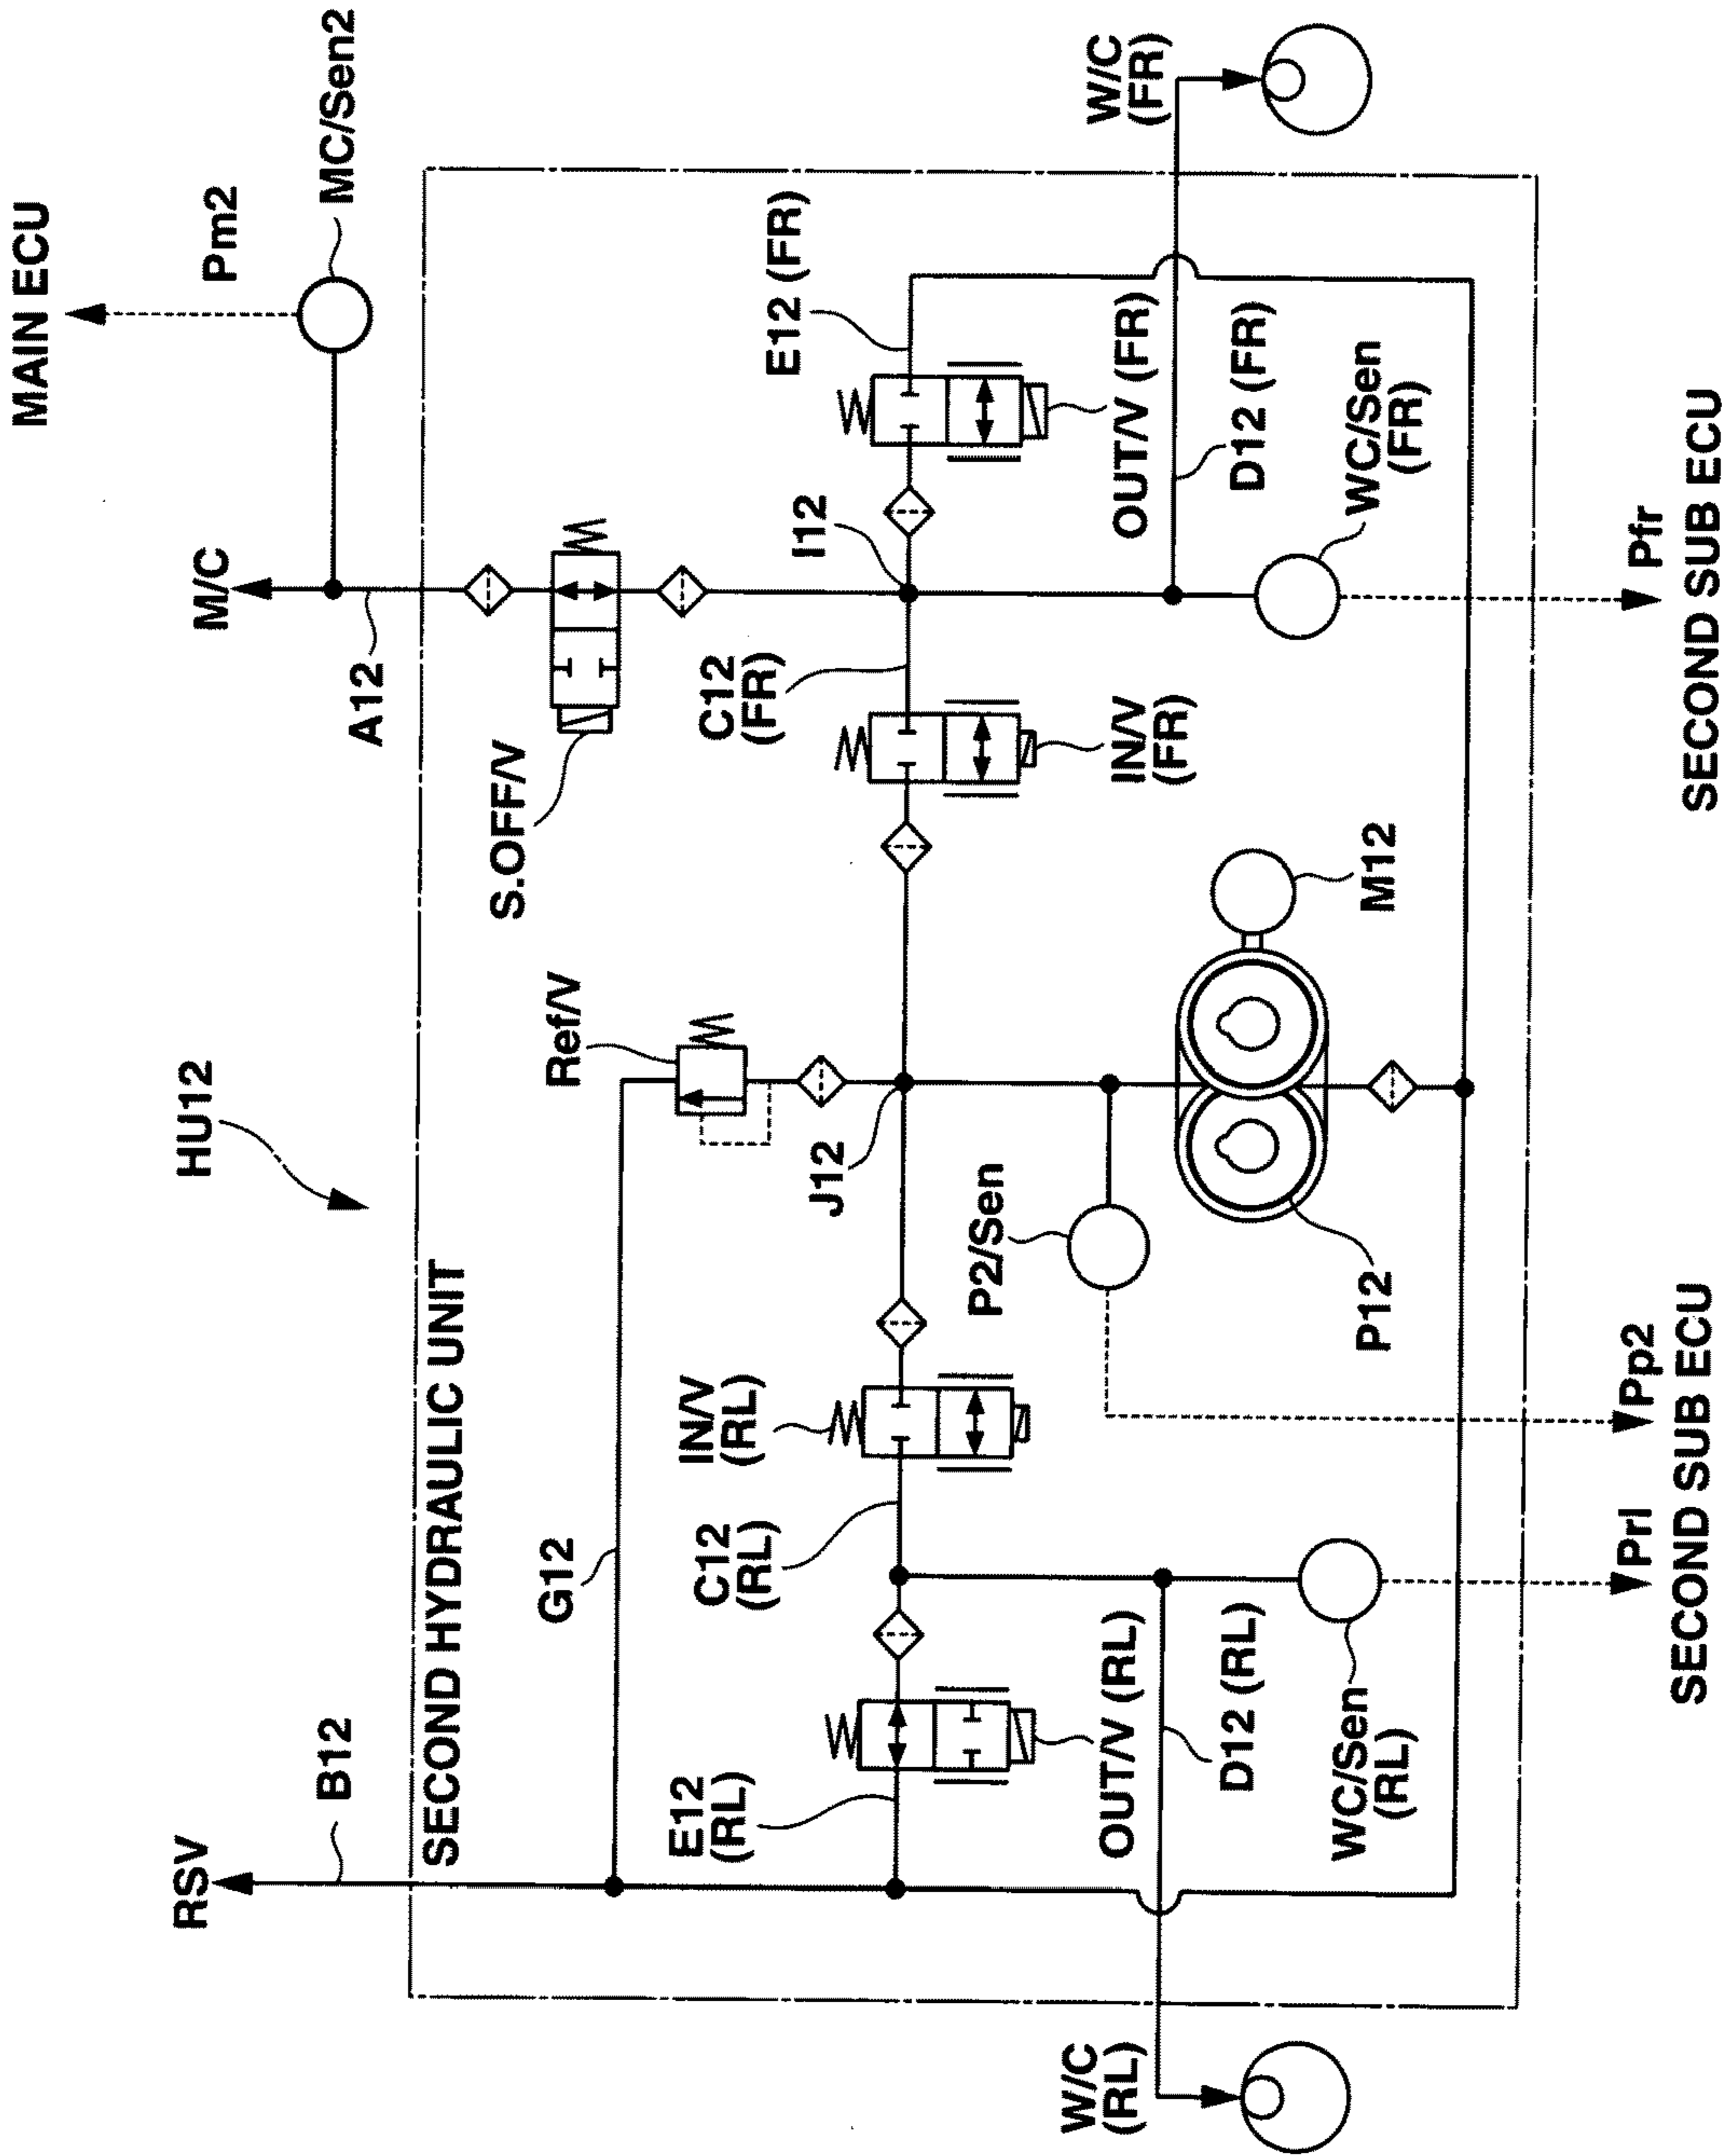 HU12
RSV
B12
M/C
A12
MAIN ECU
Pm2
MC/Sen2
SECOND HYDRAULIC UNIT
G12
Ref/V
S.OFF/V
E12
(RL)
C12
(RL)
IN/V
(RL)
J12
C12
(FR)
I12
E12 (FR)
OUT/V (RL)
P2/Sen
IN/V
(FR)
OUT/V (FR)
W/C
(RL)
D12 (RL)
D12 (FR)
W/C
(FR)
WC/Sen
(RL)
P12
M12
WC/Sen
(FR)
Prl
Pp2
Pfr
SECOND SUB ECU
SECOND SUB ECU